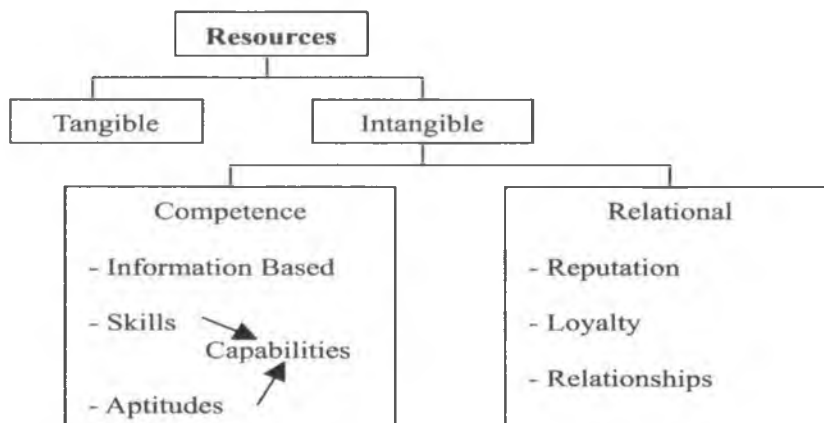 Resources
Tangible
Intangible
Competence
- Information Based
- Skills
Capabilities
- Aptitudes
Relational
- Reputation
- Loyalty
- Relationships